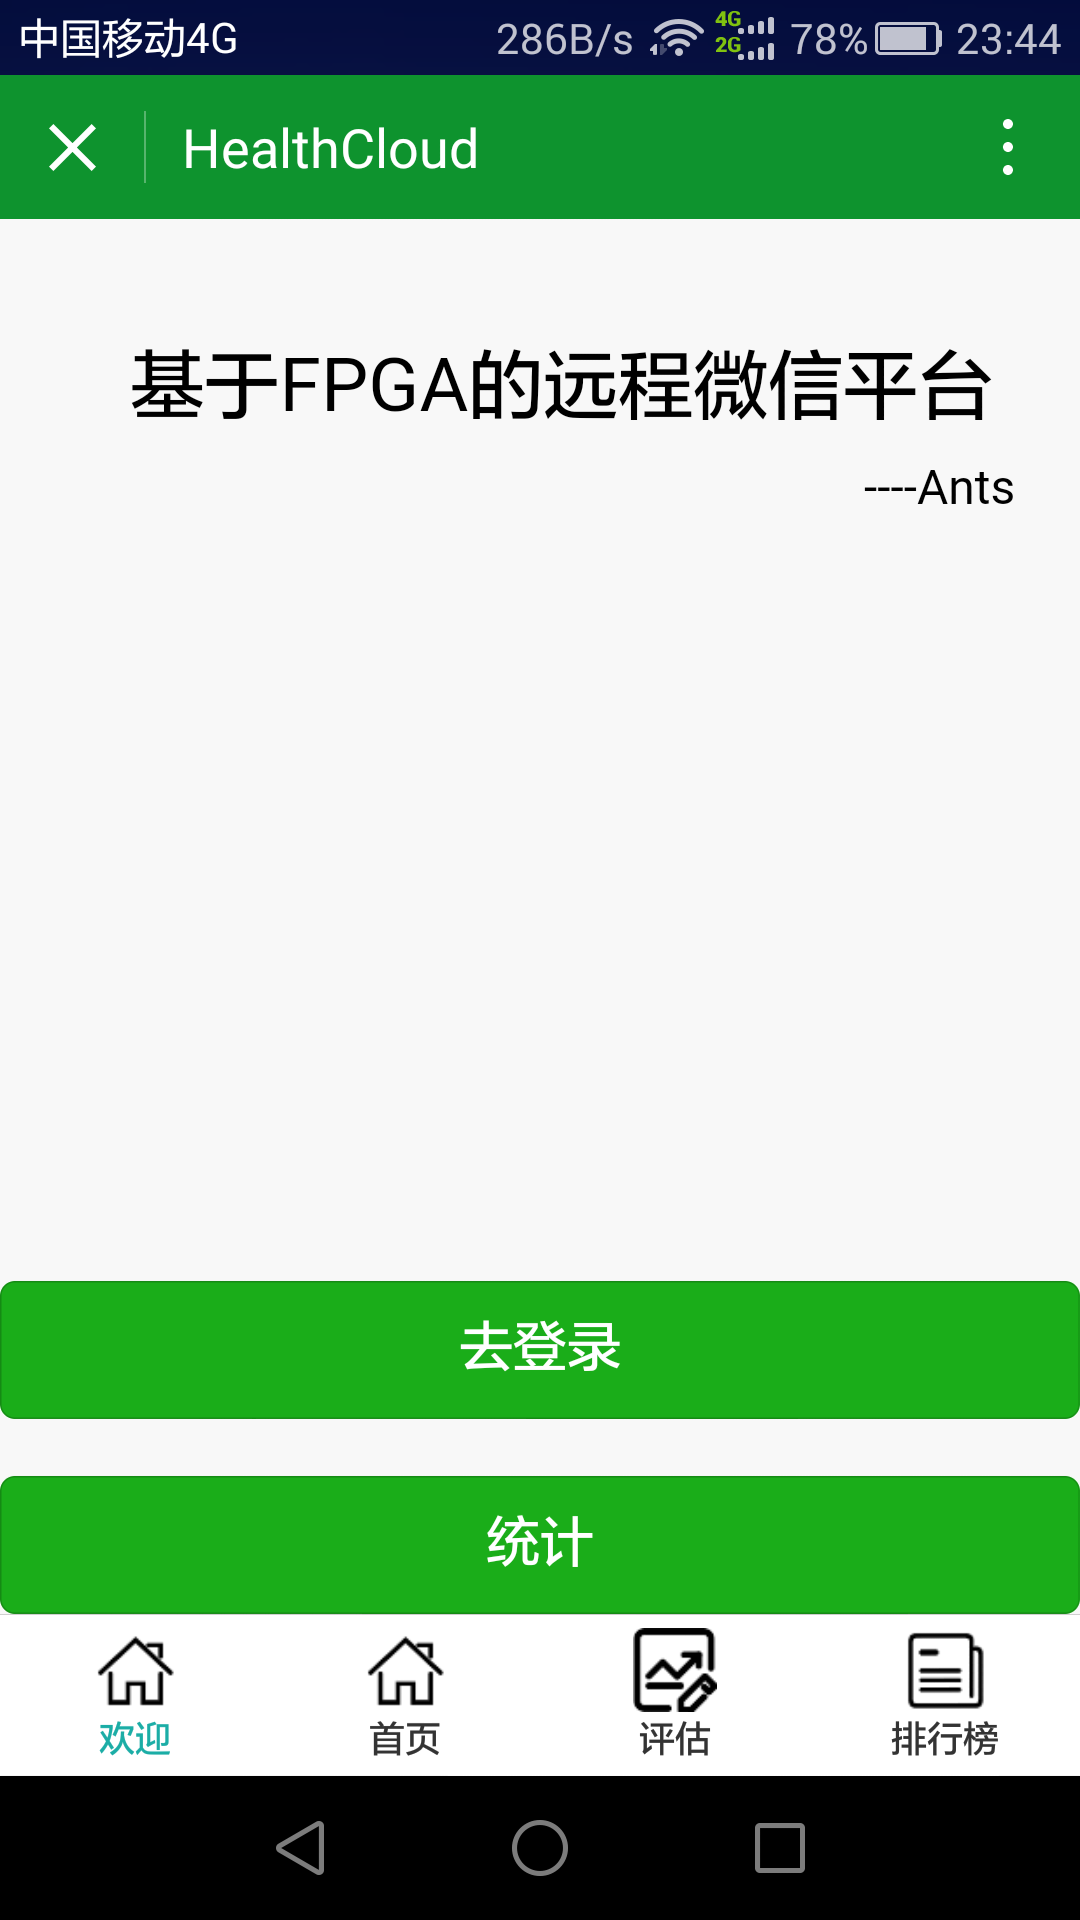 中国移动4G 286B/s 4G 2G 78% 23:44
HealthCloud
基于FPGA的远程微信平台
----Ants
去登录
统计
欢迎 首页 评估 排行榜